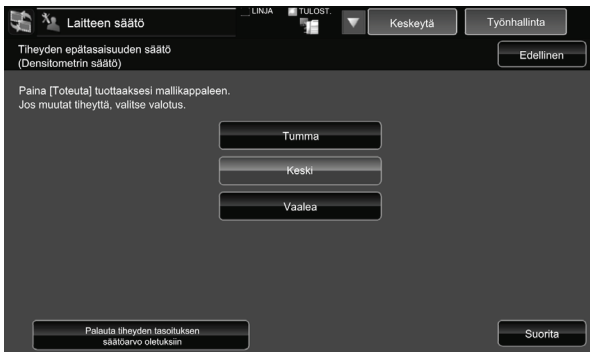 Laitteen säätö
LINJA
TULOST.
Keskeytä
Työnhallinta
Tiheyden epätasaisuuden säätö
(Densitometrin säätö)
Edellinen
Paina [Toteuta] tuottaaksesi mallikappaleen.
Jos muutat tiheyttä, valitse valotus.
Tumma
Keski
Vaalea
Palauta tiheyden tasoituksen
säätöarvo oletuksiin
Suorita